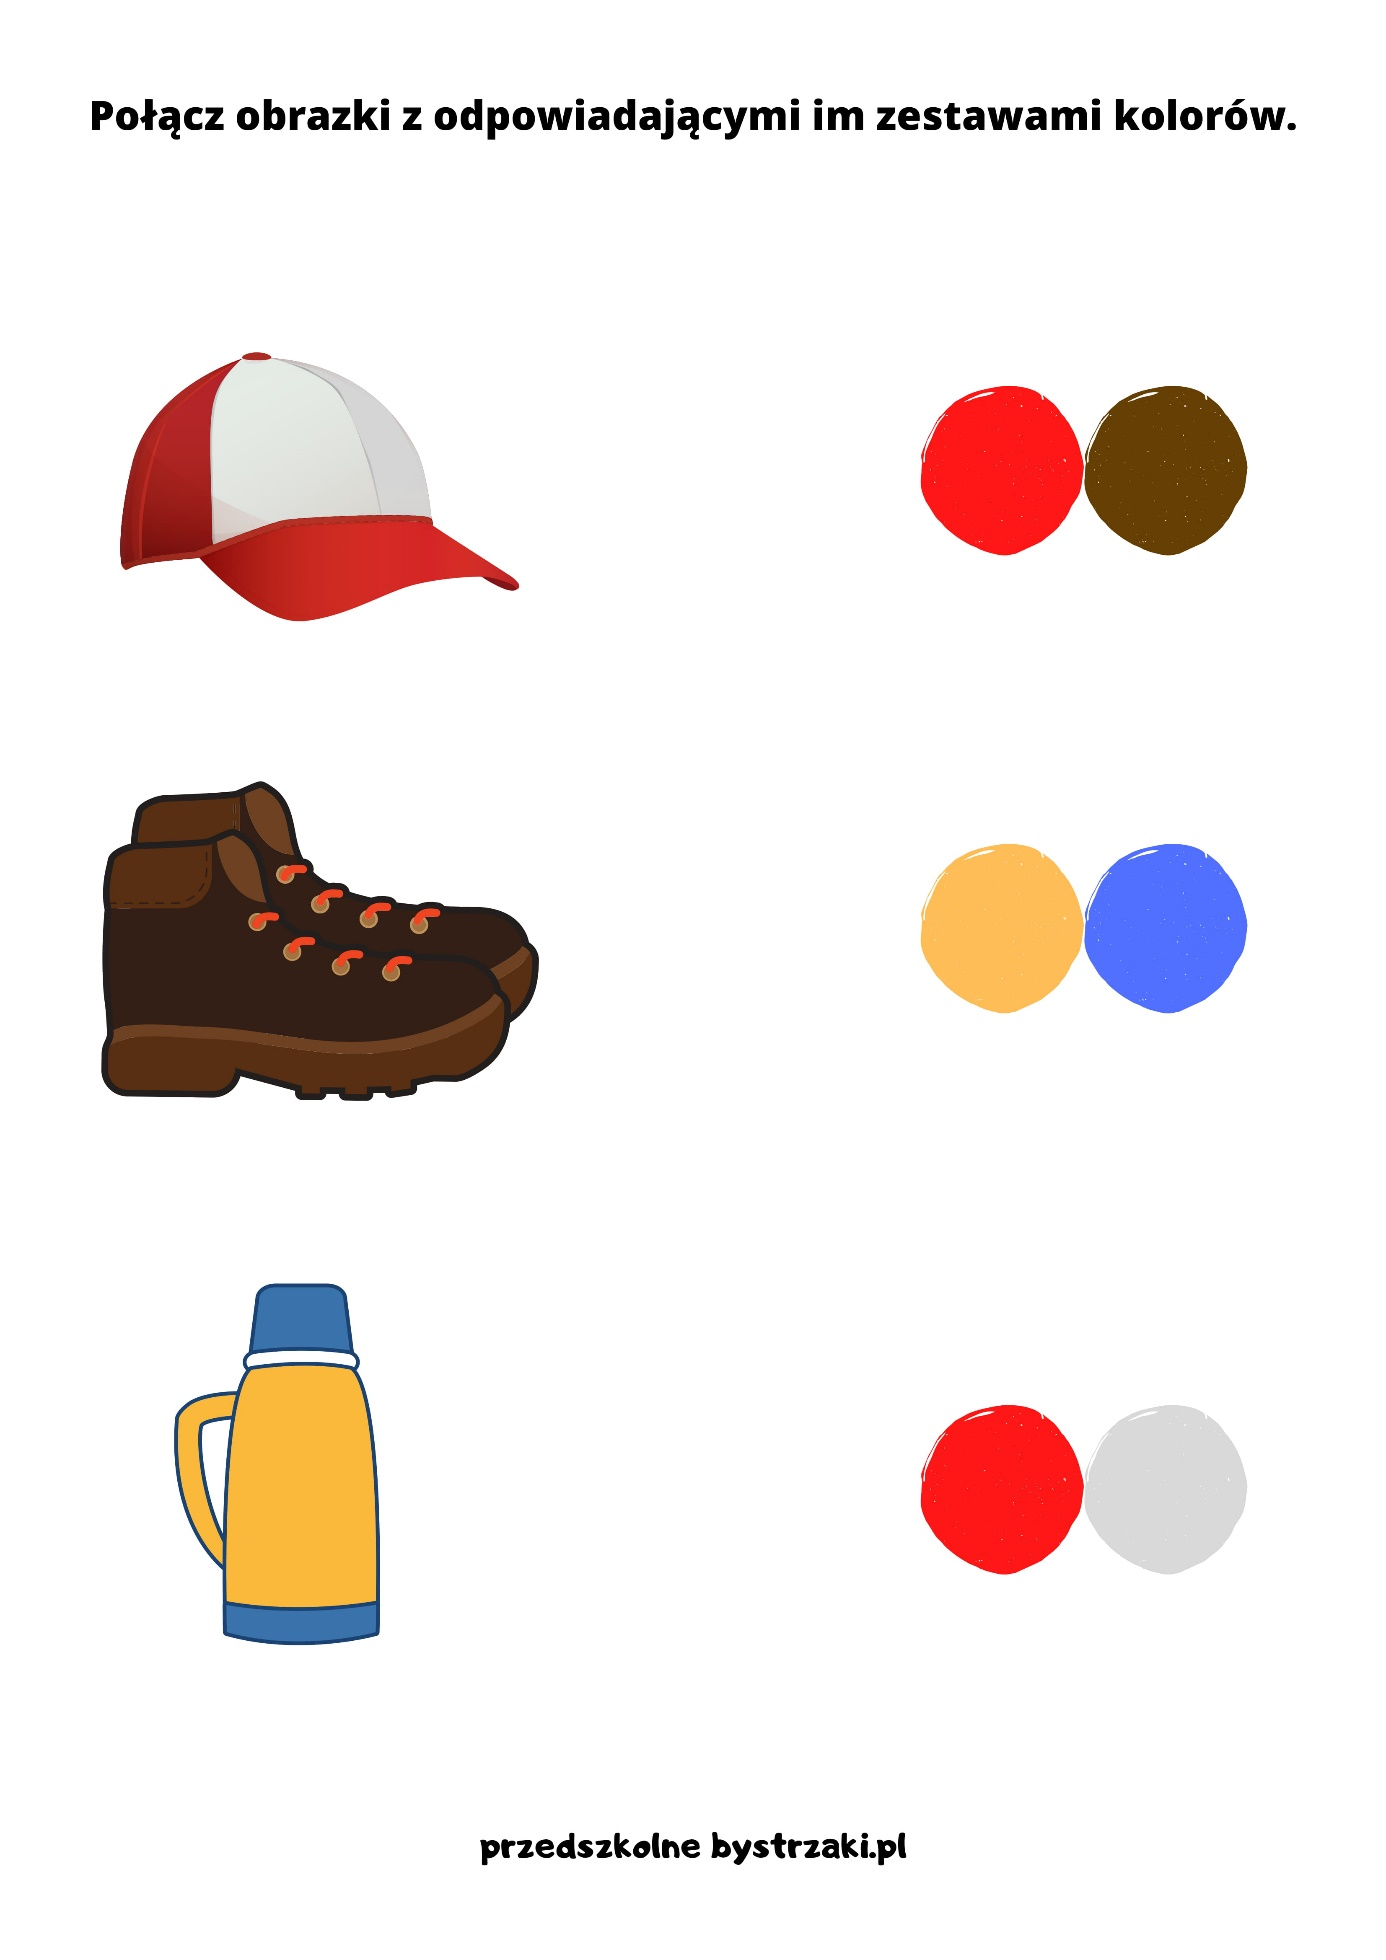 Połącz obrazki z odpowiadającymi im zestawami kolorów.
przedszkolne bystrzaki.pl